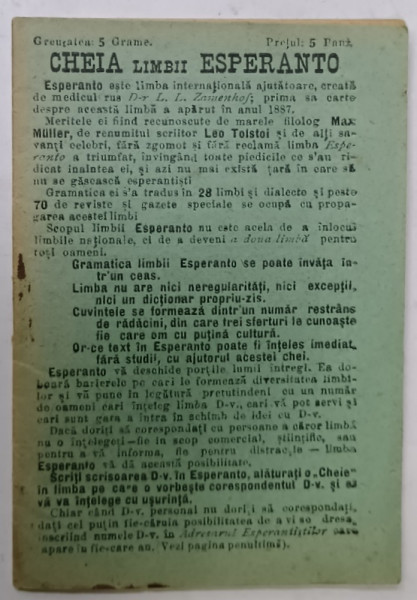 Greutatea: 5 Grame. Prețul: 5 Bani.
CHEIA LIMBII ESPERANTO
Esperanto este limba internațională ajutătoare, creată
de medicul rus D-r L. L. Zamenhof; prima sa carte
despre această limbă a apărut în anul 1887.
Meritele ei fiind recunoscute de marele filolog Max
Müller, de renumitul scriitor Leo Tolstoi și de alți sa-
vanți celebri, fără zgomot și fără reclamă limba Espe-
ranto a triumfat, învingând toate piedicile ce s'au ri-
dicat inaintea ei, și azi nu mai există țară în care să
nu se găsească esperantiști
Gramatica ei s'a tradus în 28 limbi și dialecte și peste
70 de reviste și gazete speciale se ocupă cu propa-
garea acestei limbi
Scopul limbii Esperanto nu este acela de a înlocui
limbile naționale, ci de a deveni a doua limbă pentru
toți oameni.
Gramatica limbii Esperanto se poate învăța în-
tr'un ceas.
Limba nu are nici neregularități, nici excepții,
nici un dicționar propriu-zis.
Cuvintele se formează dintr'un număr restrâns
de rădăcini, din care trei sferturi le cunoaște
fie care om cu puțină cultură.
Or-ce text în Esperanto poate fi înțeles imediat
fără studii, cu ajutorul acestei chei.
Esperanto vă deschide porțile lumii întregi. Ea do-
boară barierele pe cari le formează diversitatea limbi-
lor și vă pune în legătură pretutindeni cu un număr
de oameni cari înțeleg limba D-v., cari vă pot servi și
cari sunt gata a intra în schimb de idei cu D-v.
Dacă doriți să corespondați cu persoane a căror limbă
nu o înțelegeți—fie în scop comercial, științific, sau
pentru a vă informa, fie pentru distracție — limba
Esperanto vă dă această posibilitate.
Scriți scrisoarea D-v. în Esperanto, alăturați o „Cheie"
în limba pe care o vorbește corespondentul D-v. și el
vă va înțelege cu ușurință.
Chiar când D-v. personal nu doriți să corespondați,
dați cel puțin fie-căruia posibilitatea de a vi se adresa
înscriind numele D-v. în Adresarul Esperantiștilor care
apare în fie-care an. Vezi pagina penultimă).